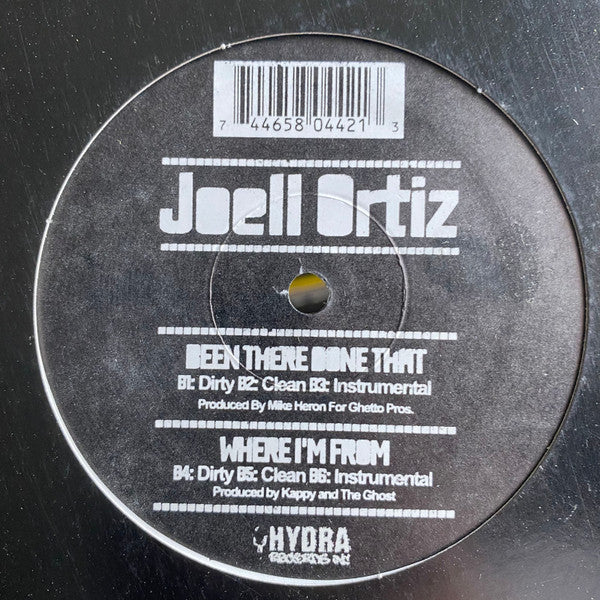 7 44658 04421 3
Joell Ortiz
BEEN THERE DONE THAT
B1: Dirty B2: Clean B3: Instrumental
Produced By Mike Heron For Ghetto Pros.
WHERE I'M FROM
B4: Dirty B5: Clean B6: Instrumental
Produced by Kappy and The Ghost
HYDRA